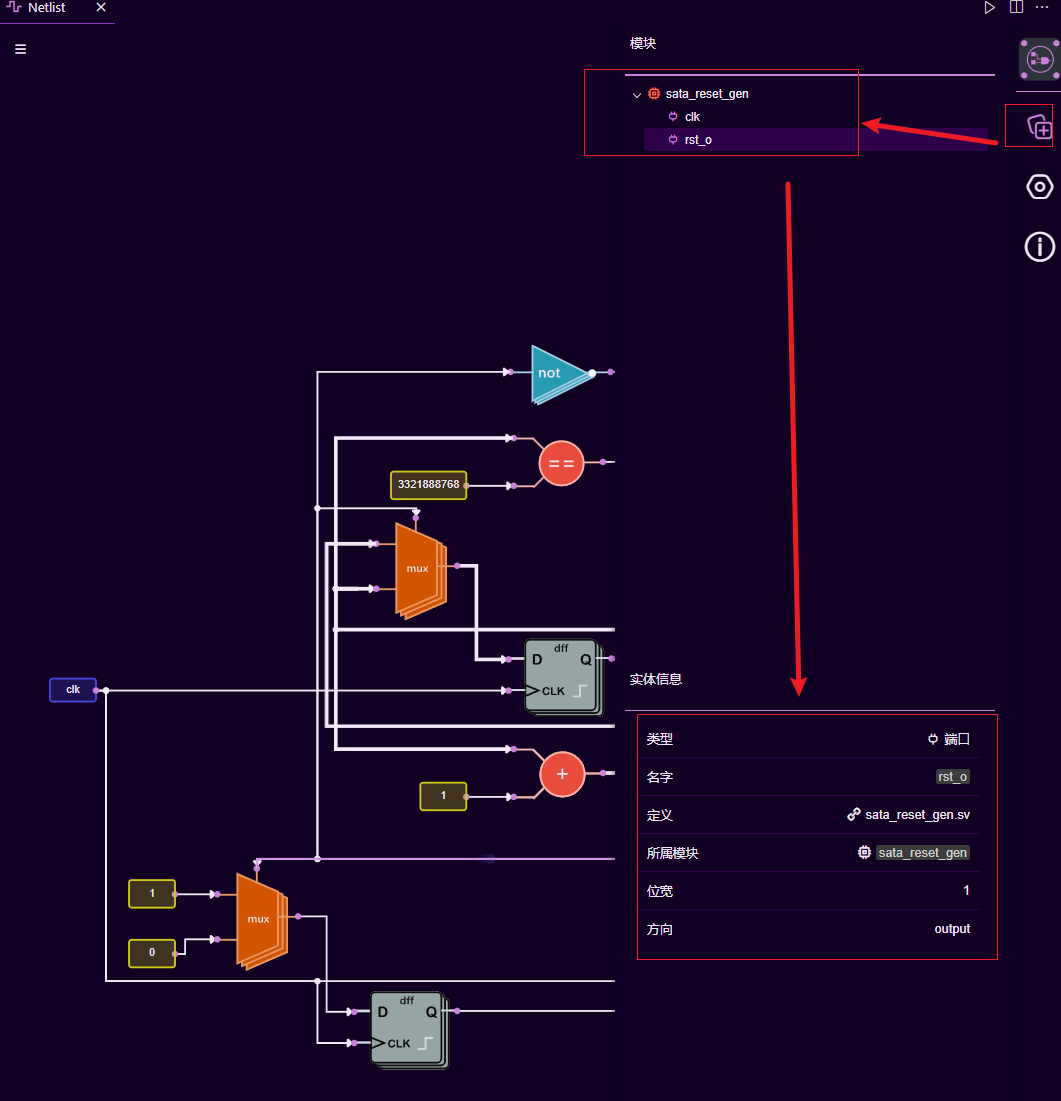 Netlist
模块
sata_reset_gen
clk
rst_o
not
==
3321888768
mux
dff
D
Q
CLK
clk
实体信息
类型
端口
名字
rst_o
定义
sata_reset_gen.sv
所属模块
sata_reset_gen
位宽
1
方向
output
+
1
1
mux
0
dff
D
Q
CLK